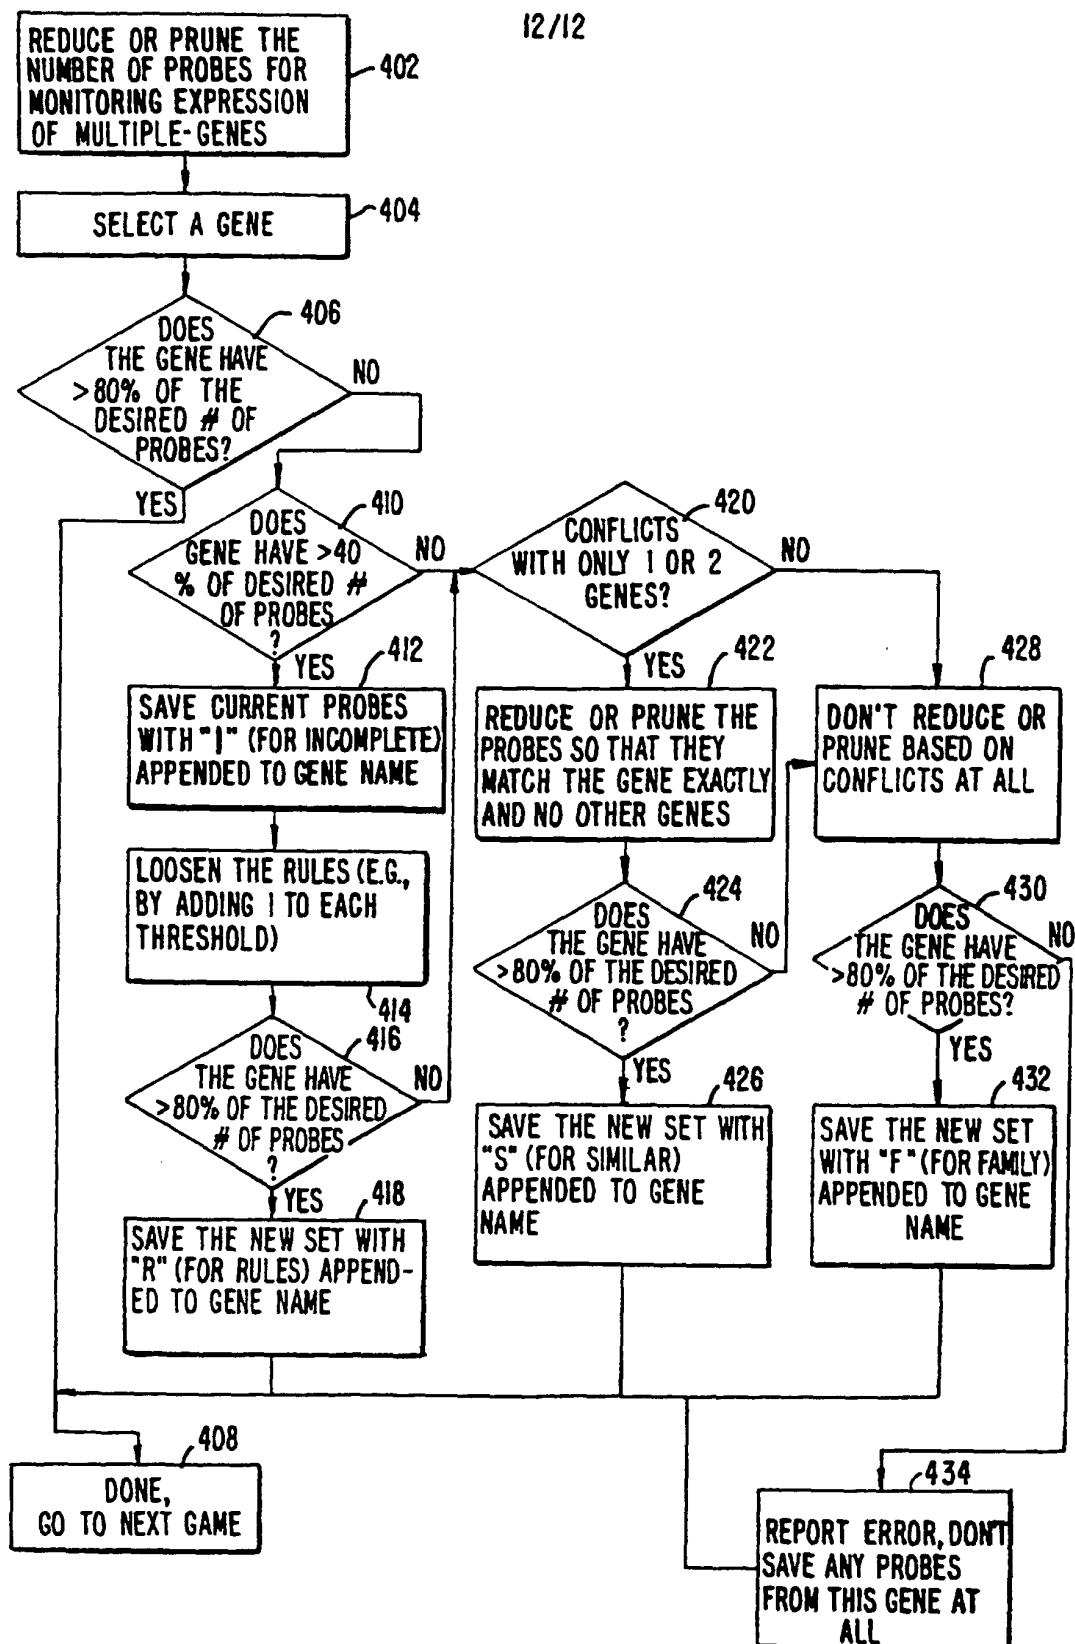 12/12
REDUCE OR PRUNE THE
NUMBER OF PROBES FOR
MONITORING EXPRESSION
OF MULTIPLE-GENES
402
SELECT A GENE
404
DOES
THE GENE HAVE
>80% OF THE
DESIRED # OF
PROBES?
406
NO
YES
DOES
GENE HAVE >40
% OF DESIRED #
OF PROBES
?
410
NO
YES
CONFLICTS
WITH ONLY 1 OR 2
GENES?
420
NO
YES
SAVE CURRENT PROBES
WITH "I" (FOR INCOMPLETE)
APPENDED TO GENE NAME
412
REDUCE OR PRUNE THE
PROBES SO THAT THEY
MATCH THE GENE EXACTLY
AND NO OTHER GENES
422
DON'T REDUCE OR
PRUNE BASED ON
CONFLICTS AT ALL
428
LOOSEN THE RULES (E.G.,
BY ADDING 1 TO EACH
THRESHOLD)
414
DOES
THE GENE HAVE
>80% OF THE DESIRED
# OF PROBES
?
424
NO
YES
DOES
THE GENE HAVE
>80% OF THE DESIRED
# OF PROBES?
430
NO
YES
DOES
THE GENE HAVE
>80% OF THE DESIRED
# OF PROBES
?
416
NO
YES
SAVE THE NEW SET WITH
"R" (FOR RULES) APPEND-
ED TO GENE NAME
418
SAVE THE NEW SET WITH
"S" (FOR SIMILAR)
APPENDED TO GENE
NAME
426
SAVE THE NEW SET
WITH "F" (FOR FAMILY)
APPENDED TO GENE
NAME
432
DONE,
GO TO NEXT GAME
408
REPORT ERROR, DON'T
SAVE ANY PROBES
FROM THIS GENE AT
ALL
434